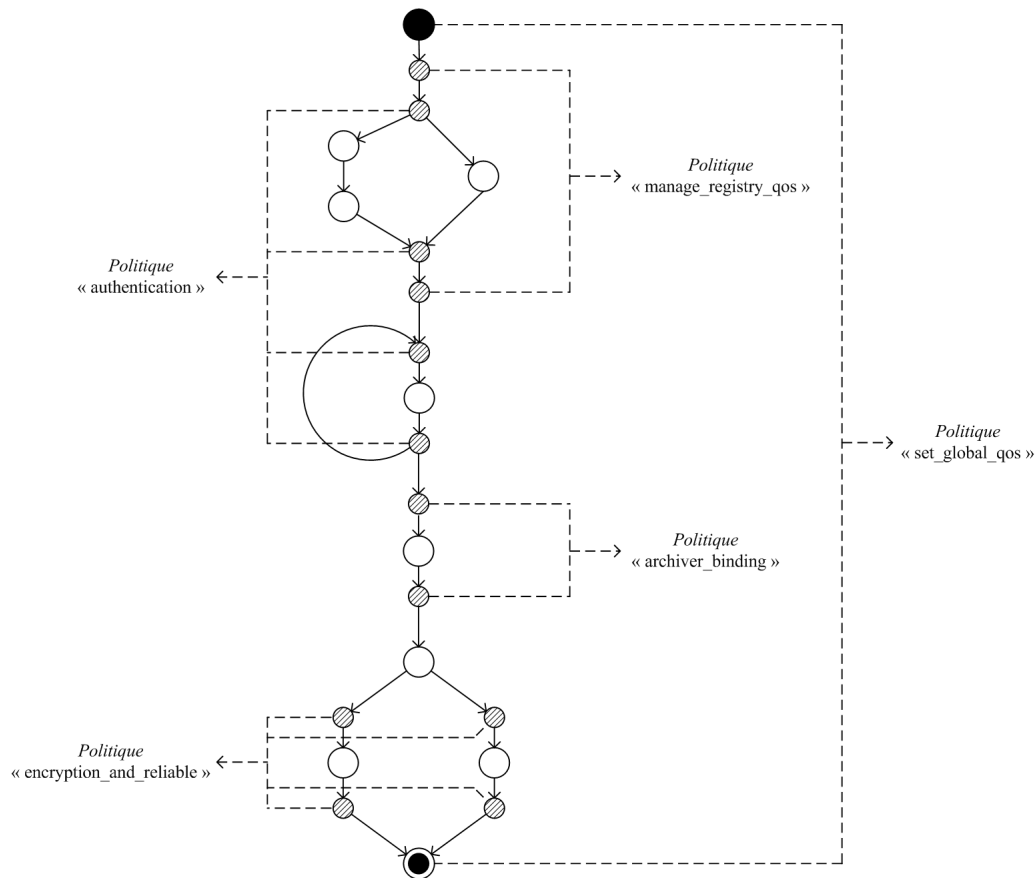 Politique
« manage_registry_qos »
Politique
« authentication »
Politique
« set_global_qos »
Politique
« archiver_binding »
Politique
« encryption_and_reliable »